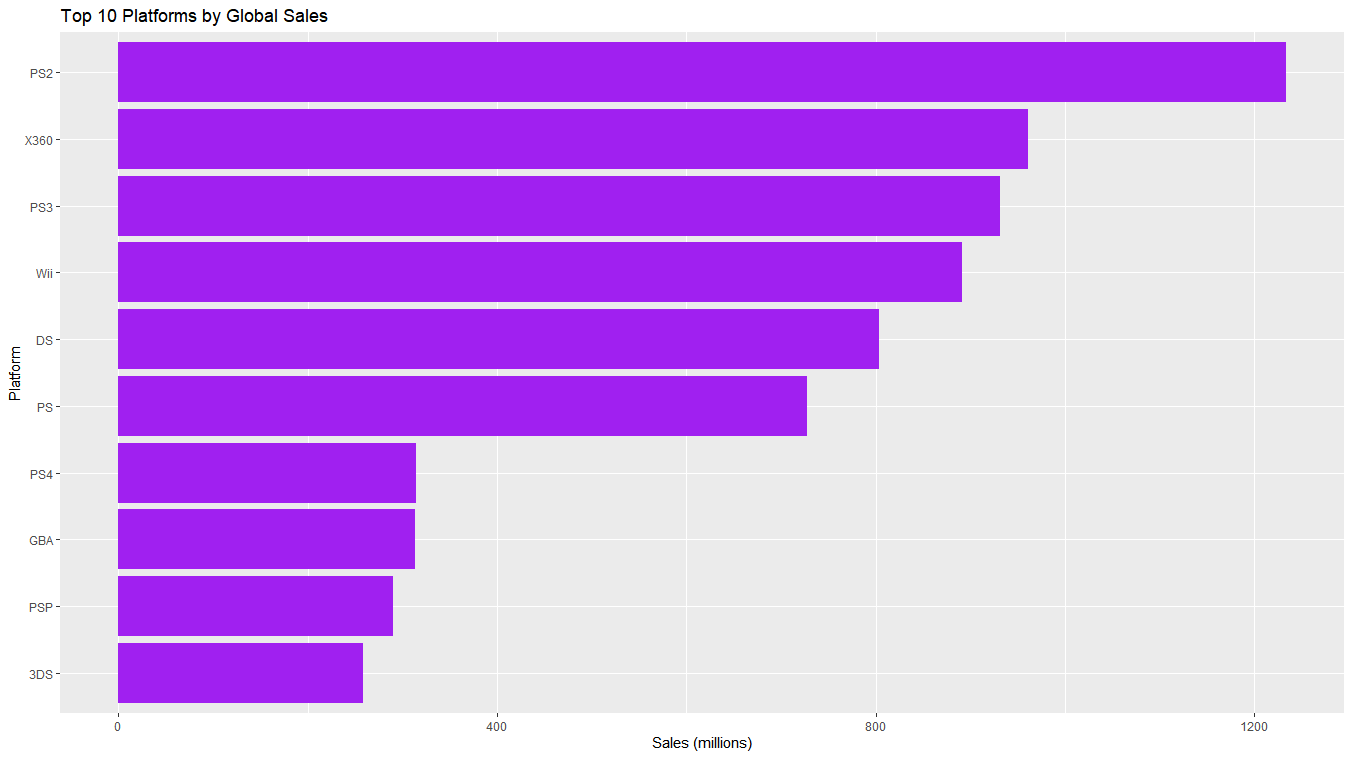 Top 10 Platforms by Global Sales
PS2
X360
PS3
Wii
DS
PS
PS4
GBA
PSP
3DS
Platform
0 400 800 1200
Sales (millions)